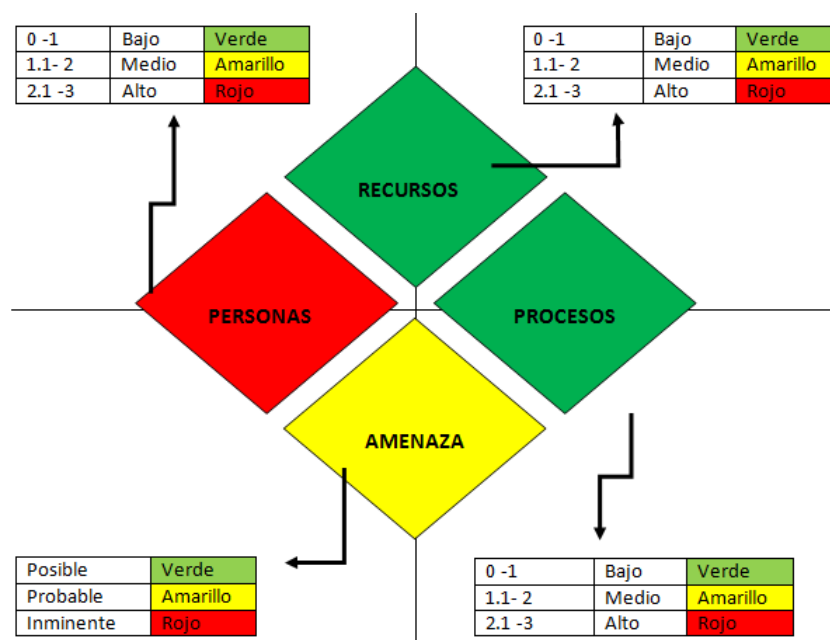 0 -1 Bajo Verde
1.1- 2 Medio Amarillo
2.1 -3 Alto Rojo
0 -1 Bajo Verde
1.1- 2 Medio Amarillo
2.1 -3 Alto Rojo
RECURSOS
PERSONAS
PROCESOS
AMENAZA
Posible Verde
Probable Amarillo
Inminente Rojo
0 -1 Bajo Verde
1.1- 2 Medio Amarillo
2.1 -3 Alto Rojo